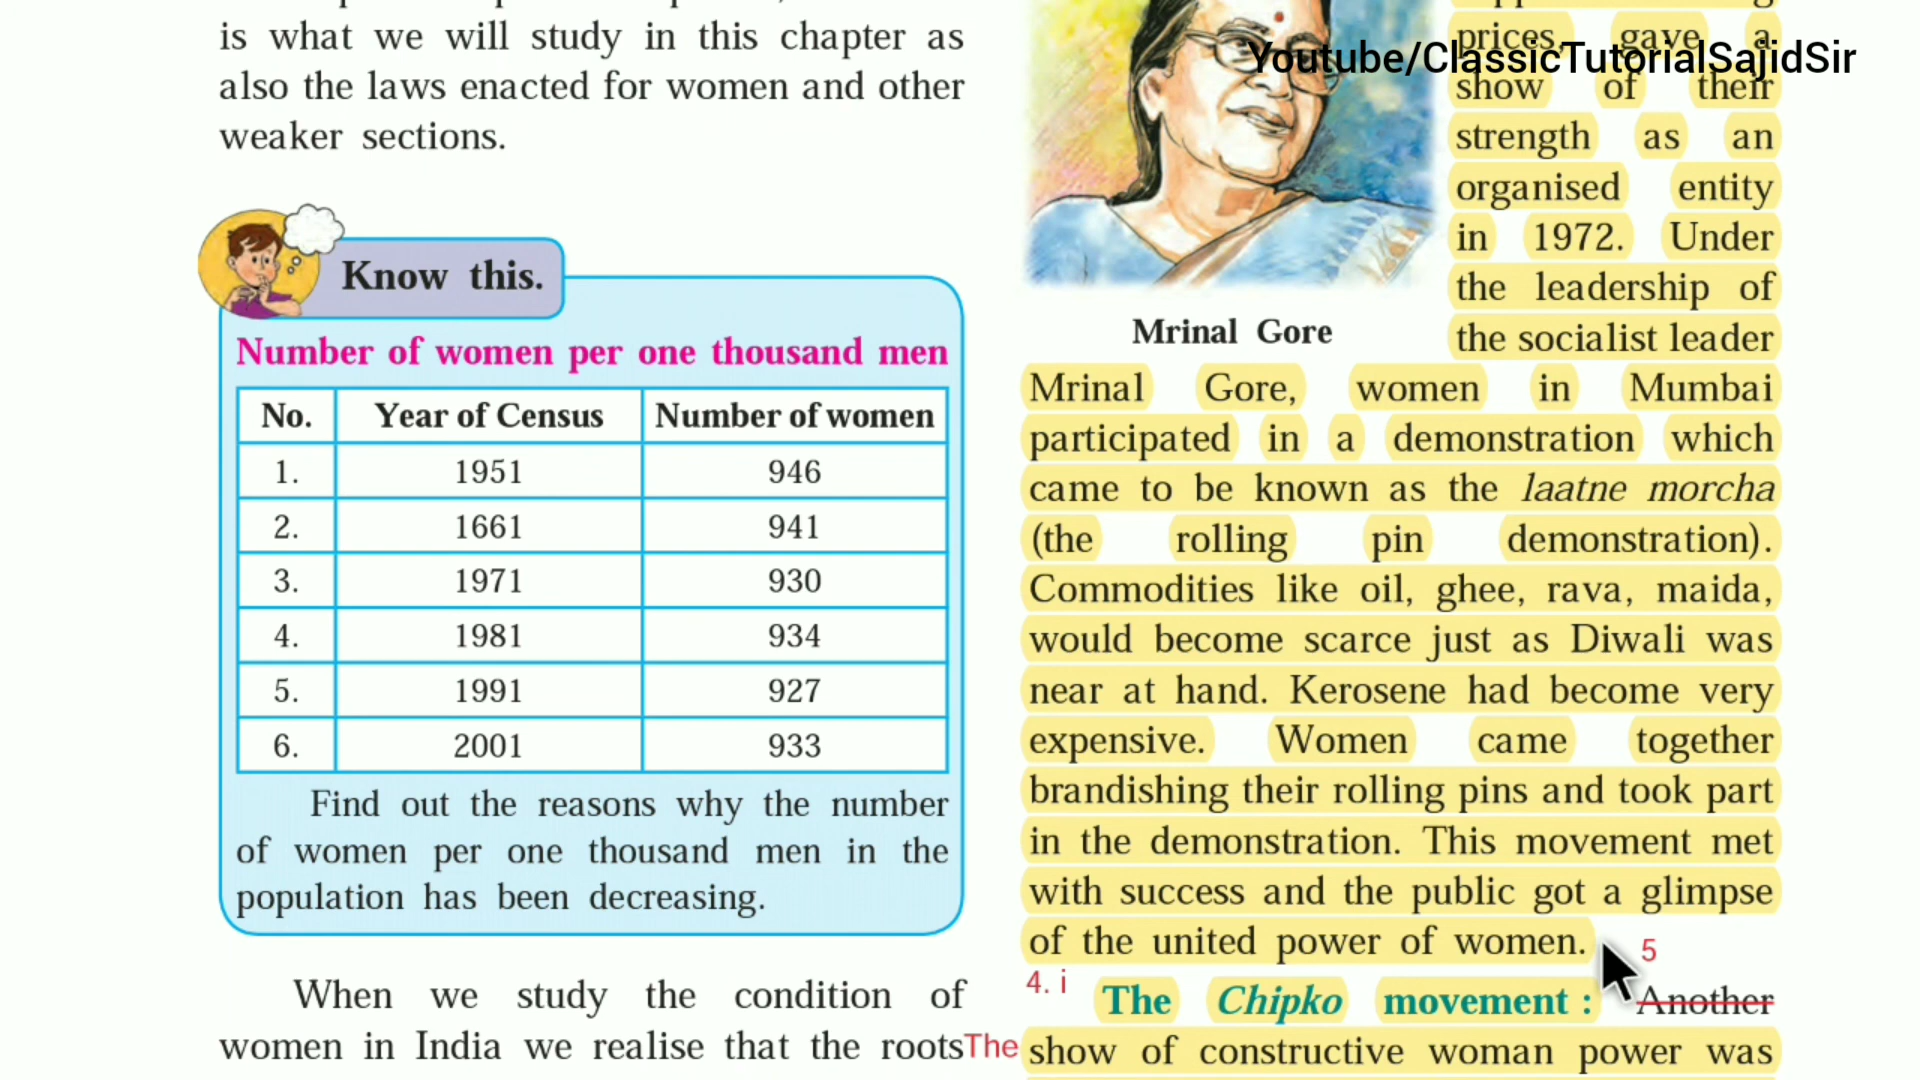 is what we will study in this chapter as
also the laws enacted for women and other
weaker sections.
Know this.
Number of women per one thousand men
No. Year of Census Number of women
1. 1951 946
2. 1661 941
3. 1971 930
4. 1981 934
5. 1991 927
6. 2001 933
Find out the reasons why the number
of women per one thousand men in the
population has been decreasing.
When we study the condition of
women in India we realise that the roots
Youtube/ClassicTutorialSajidSir
prices, gave a
show of their
strength as an
organised entity
in 1972. Under
the leadership of
the socialist leader
Mrinal Gore
Mrinal Gore, women in Mumbai
participated in a demonstration which
came to be known as the laatne morcha
(the rolling pin demonstration).
Commodities like oil, ghee, rava, maida,
would become scarce just as Diwali was
near at hand. Kerosene had become very
expensive. Women came together
brandishing their rolling pins and took part
in the demonstration. This movement met
with success and the public got a glimpse
of the united power of women.
5
4. i
The Chipko movement : Another
The show of constructive woman power was